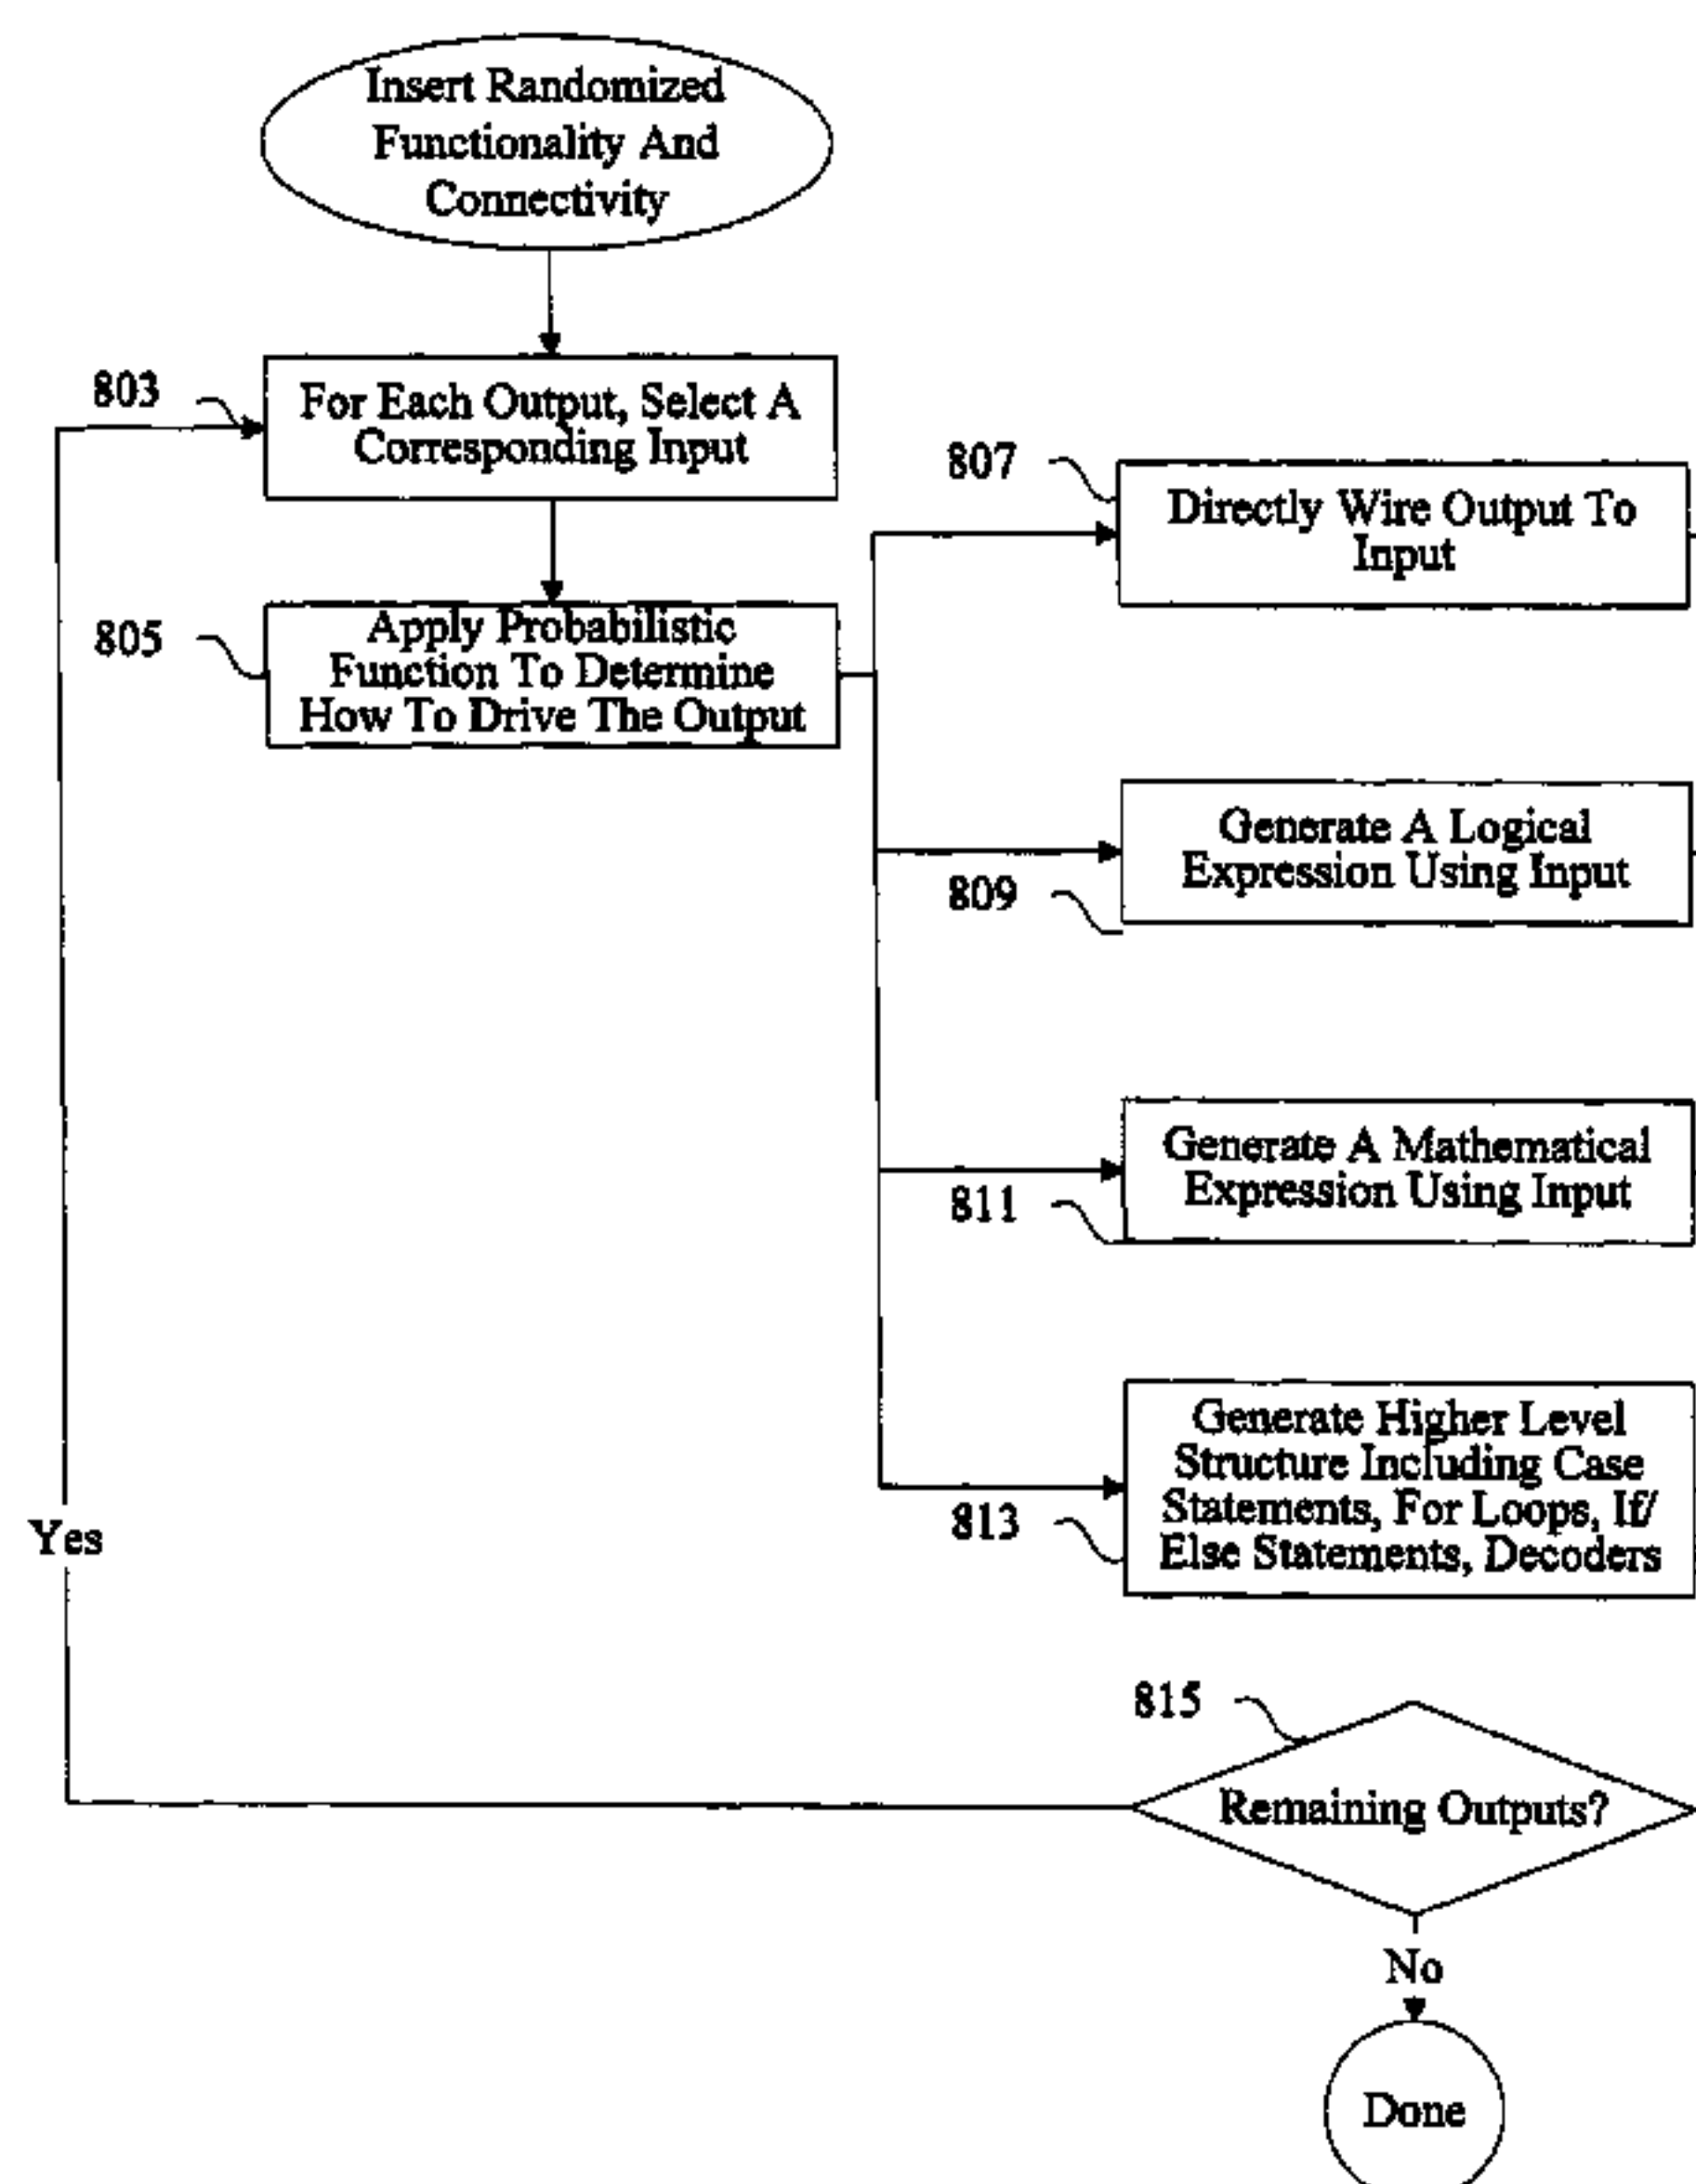 Insert Randomized
Functionality And
Connectivity
803
For Each Output, Select A
Corresponding Input
805
Apply Probabilistic
Function To Determine
How To Drive The Output
807
Directly Wire Output To
Input
809
Generate A Logical
Expression Using Input
811
Generate A Mathematical
Expression Using Input
813
Generate Higher Level
Structure Including Case
Statements, For Loops, If/
Else Statements, Decoders
Yes
815
Remaining Outputs?
No
Done